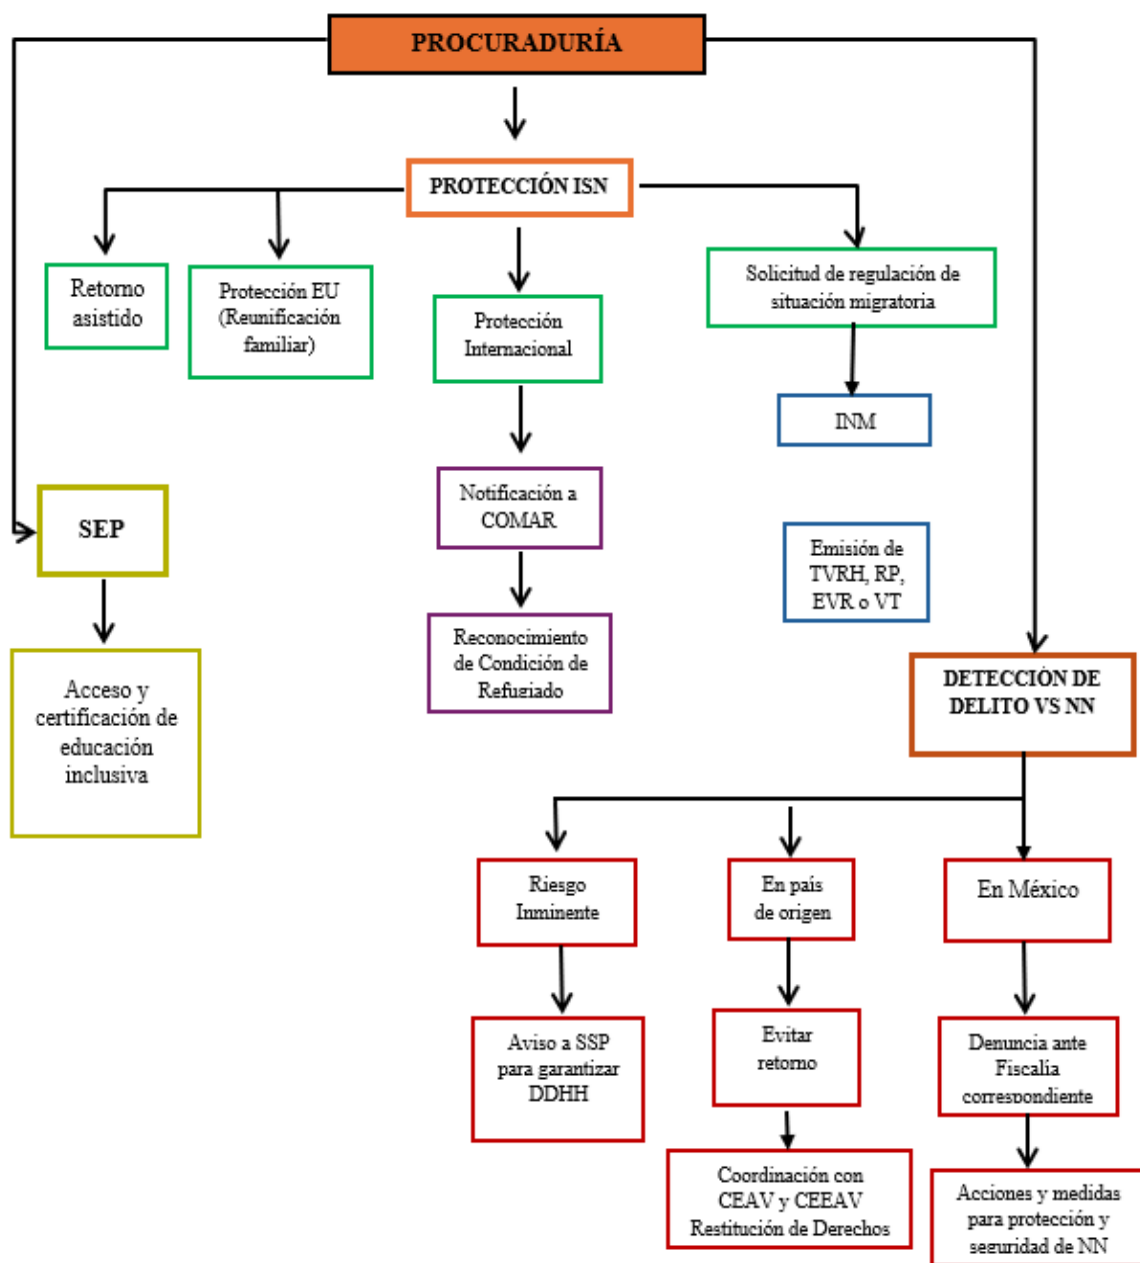 PROCURADURÍA
PROTECCIÓN ISN
Retorno
asistido
Protección EU
(Reunificación
familiar)
Protección
Internacional
Solicitud de regulación de
situación migratoria
INM
Notificación a
COMAR
SEP
Emisión de
TVRH, RP,
EVR o VT
Reconocimiento
de Condición de
Refugiado
Acceso y
certificación de
educación
inclusiva
DETECCIÓN DE
DELITO VS NN
Riesgo
Inminente
En país
de origen
En México
Aviso a SSP
para garantizar
DDHH
Evitar
retorno
Denuncia ante
Fiscalía
correspondiente
Coordinación con
CEAV y CEEAV
Restitución de Derechos
Acciones y medidas
para protección y
seguridad de NN